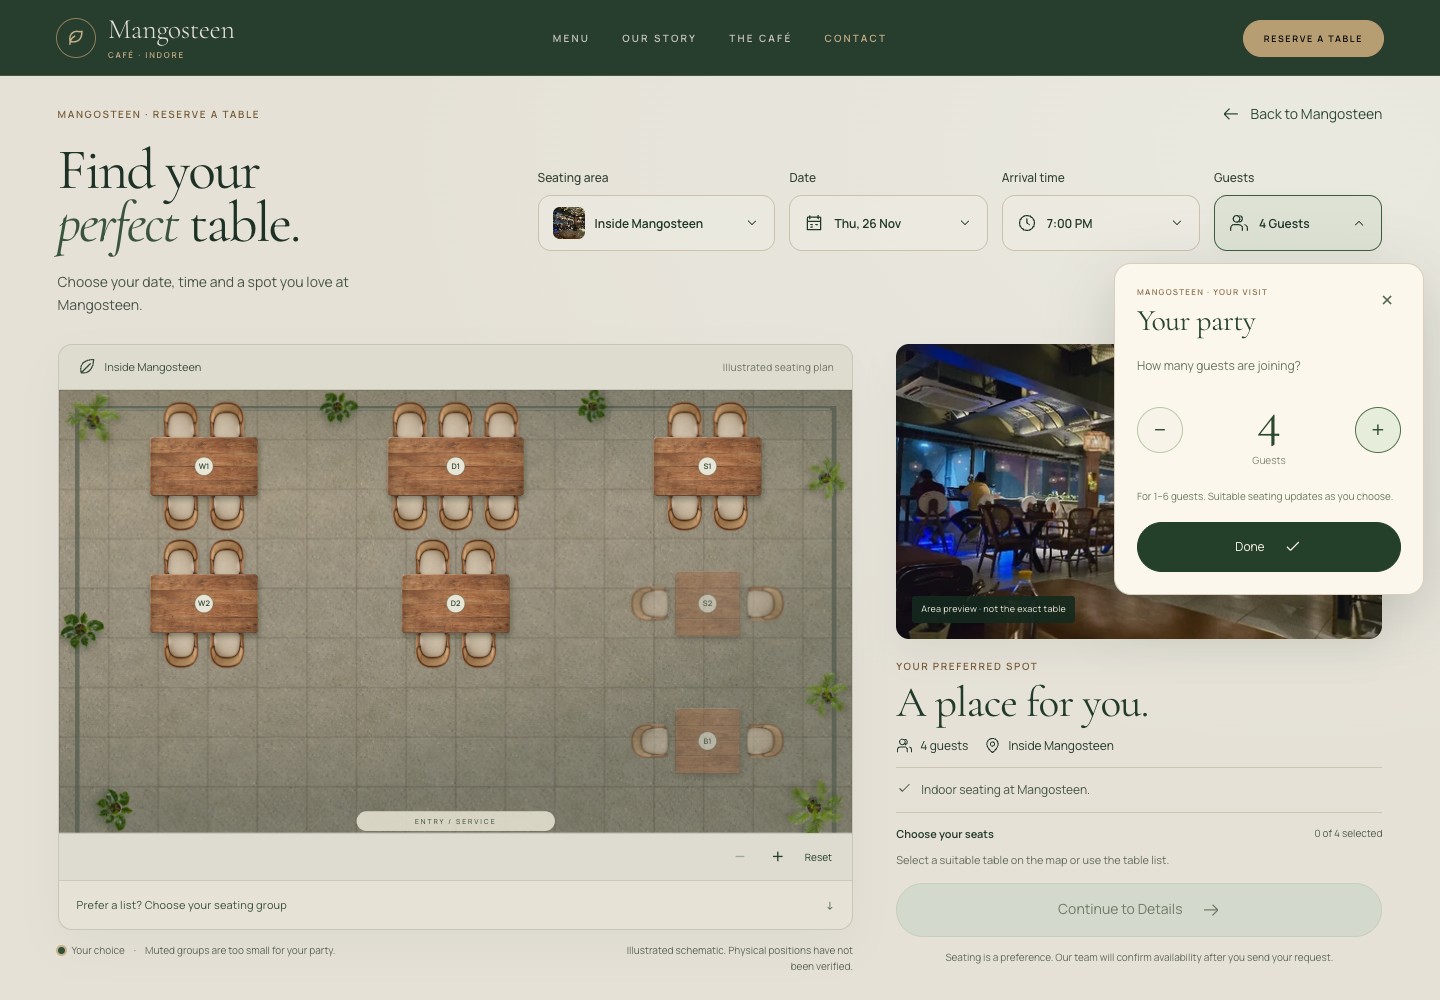 Mangosteen
CAFÉ · INDORE
MENU
OUR STORY
THE CAFÉ
CONTACT
RESERVE A TABLE
MANGOSTEEN · RESERVE A TABLE
← Back to Mangosteen
Find your
perfect table.
Choose your date, time and a spot you love at
Mangosteen.
Seating area
Inside Mangosteen
Date
Thu, 26 Nov
Arrival time
7:00 PM
Guests
4 Guests
MANGOSTEEN · YOUR VISIT
Your party
How many guests are joining?
−
4
+
Guests
For 1–6 guests. Suitable seating updates as you choose.
Done
Inside Mangosteen
Illustrated seating plan
W1
D1
S1
W2
D2
S2
B1
ENTRY / SERVICE
− + Reset
Prefer a list? Choose your seating group ↓
Your choice · Muted groups are too small for your party.
Illustrated schematic. Physical positions have not
been verified.
Area preview · not the exact table
YOUR PREFERRED SPOT
A place for you.
4 guests
Inside Mangosteen
Indoor seating at Mangosteen.
Choose your seats
0 of 4 selected
Select a suitable table on the map or use the table list.
Continue to Details →
Seating is a preference. Our team will confirm availability after you send your request.